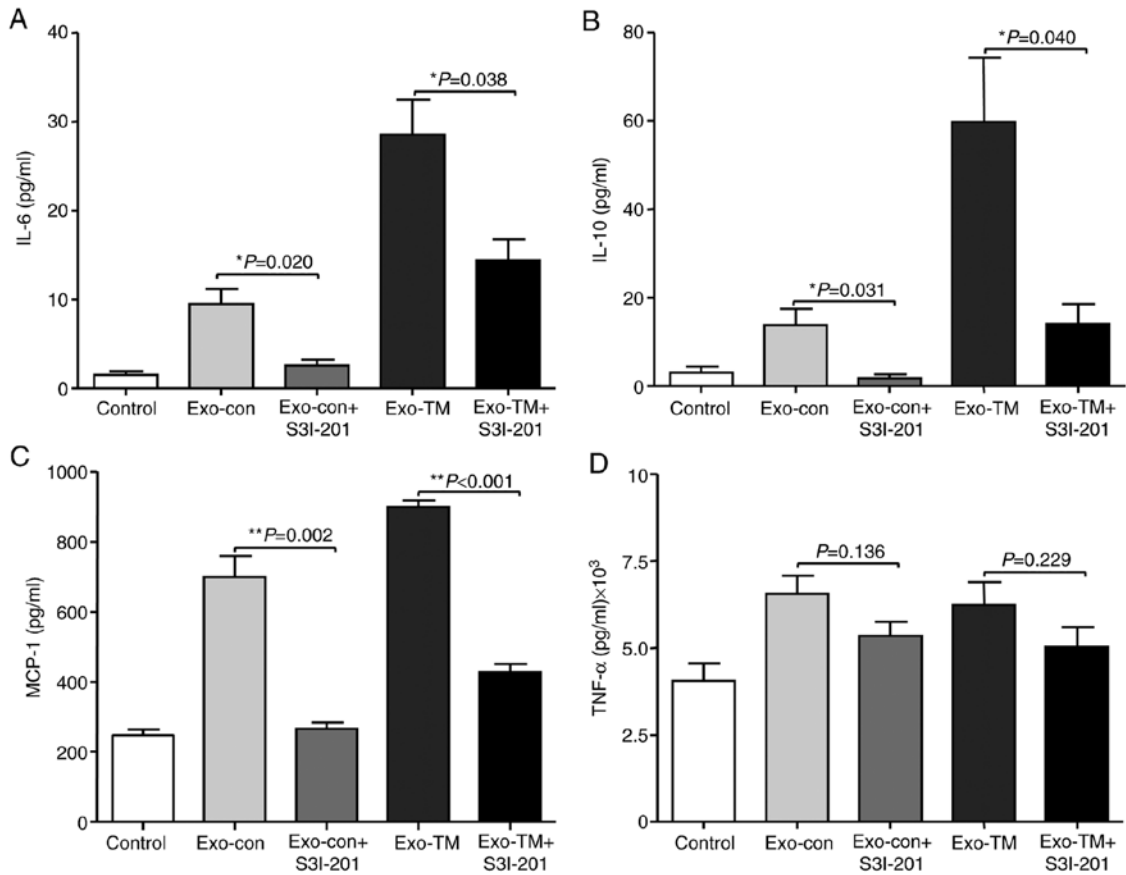 A
40
30
20
10
0
IL-6 (pg/ml)
*P=0.020
*P=0.038
Control
Exo-con
Exo-con+
S3I-201
Exo-TM
Exo-TM+
S3I-201
B
80
60
40
20
0
IL-10 (pg/ml)
*P=0.031
*P=0.040
Control
Exo-con
Exo-con+
S3I-201
Exo-TM
Exo-TM+
S3I-201
C
1000
800
600
400
200
0
MCP-1 (pg/ml)
**P=0.002
**P<0.001
Control
Exo-con
Exo-con+
S3I-201
Exo-TM
Exo-TM+
S3I-201
D
10
7.5
5.0
2.5
0
TNF-α (pg/ml)×10³
P=0.136
P=0.229
Control
Exo-con
Exo-con+
S3I-201
Exo-TM
Exo-TM+
S3I-201